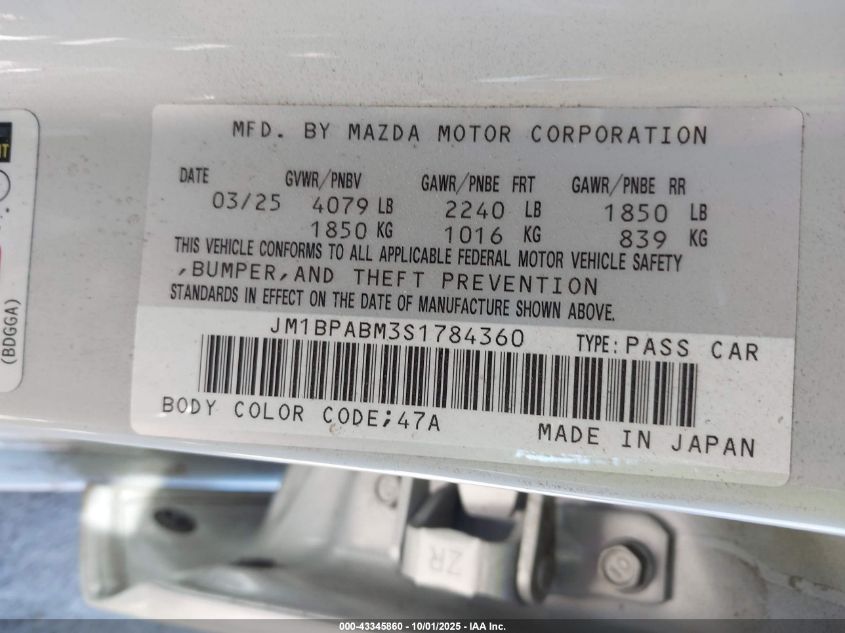 MFD. BY MAZDA MOTOR CORPORATION
DATE GVWR/PNBV GAWR/PNBE FRT GAWR/PNBE RR
03/25 4079 LB 2240 LB 1850 LB
1850 KG 1016 KG 839 KG
THIS VEHICLE CONFORMS TO ALL APPLICABLE FEDERAL MOTOR VEHICLE SAFETY
,BUMPER,AND THEFT PREVENTION
STANDARDS IN EFFECT ON THE DATE OF MANUFACTURE SHOWN ABOVE.
JM1BPABM3S1784360 TYPE:PASS CAR
BODY COLOR CODE;47A
MADE IN JAPAN
(BDGGA)
ZR
000-43345860 - 10/01/2025 - IAA Inc.